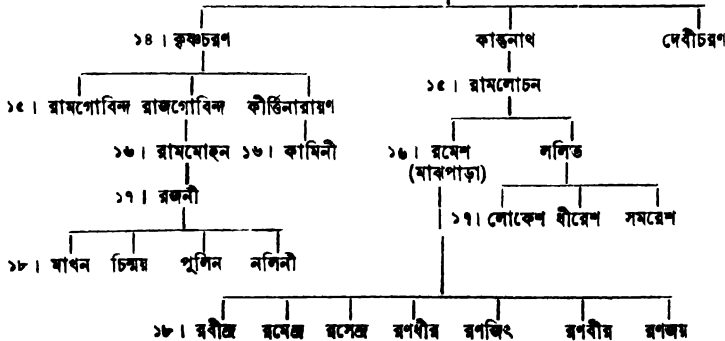 ১৪। কৃষ্ণচরণ কান্তনাথ দেবীচরণ
১৫। রামলোচন
১৫। রামগোবিন্দ রাজগোবিন্দ কীর্ত্তিনারায়ণ
১৬। রামমোহন ১৬। কামিনী ১৬। রমেশ ললিত
(মাঝপাড়া)
১৭। রজনী
১৭। লোকেশ ধীরেশ সমরেশ
১৮। মাখন চিন্ময় পুলিন নলিনী
১৮। রবীন্দ্র রমেন্দ্র রসেন্দ্র রণধীর রণজিৎ রণবীর রণজয়